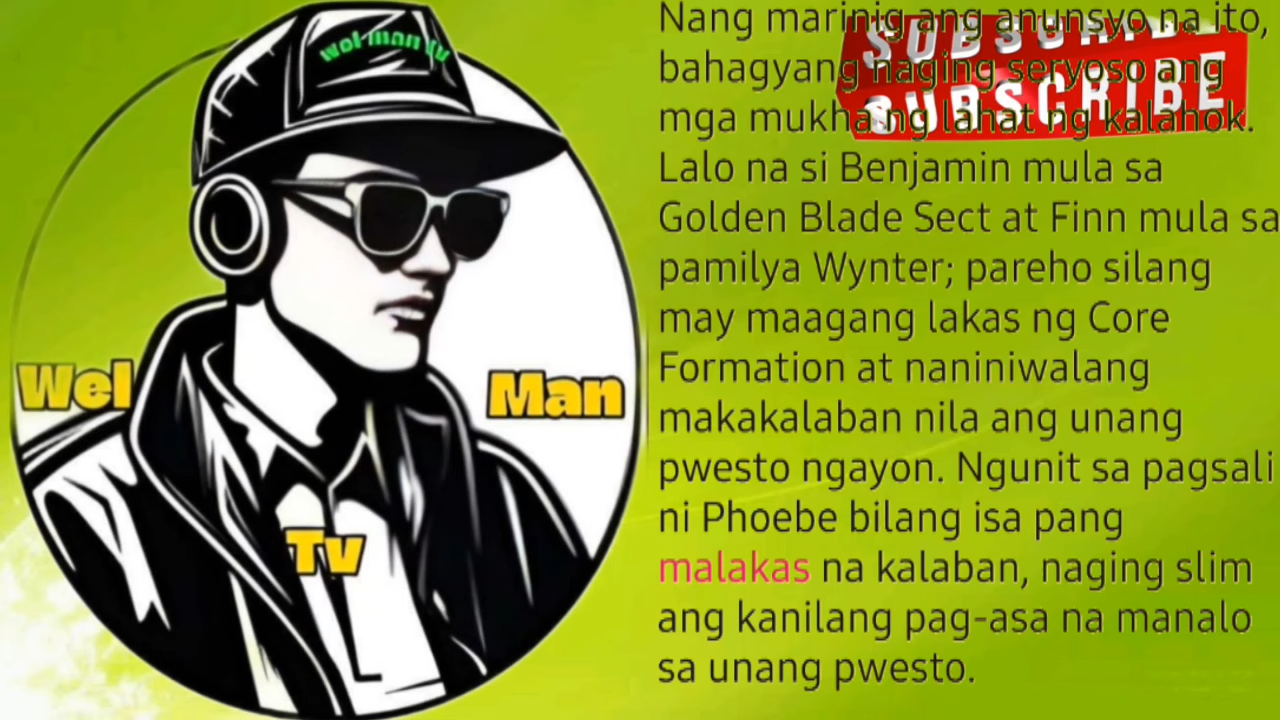 wel man tv
Wel
Man
Tv
SUBSCRIBE
SUBSCRIBE
Nang marinig ang anunsyo na ito,
bahagyang naging seryoso ang
mga mukha ng lahat ng kalahok.
Lalo na si Benjamin mula sa
Golden Blade Sect at Finn mula sa
pamilya Wynter; pareho silang
may maagang lakas ng Core
Formation at naniniwalang
makakalaban nila ang unang
pwesto ngayon. Ngunit sa pagsali
ni Phoebe bilang isa pang
malakas na kalaban, naging slim
ang kanilang pag-asa na manalo
sa unang pwesto.